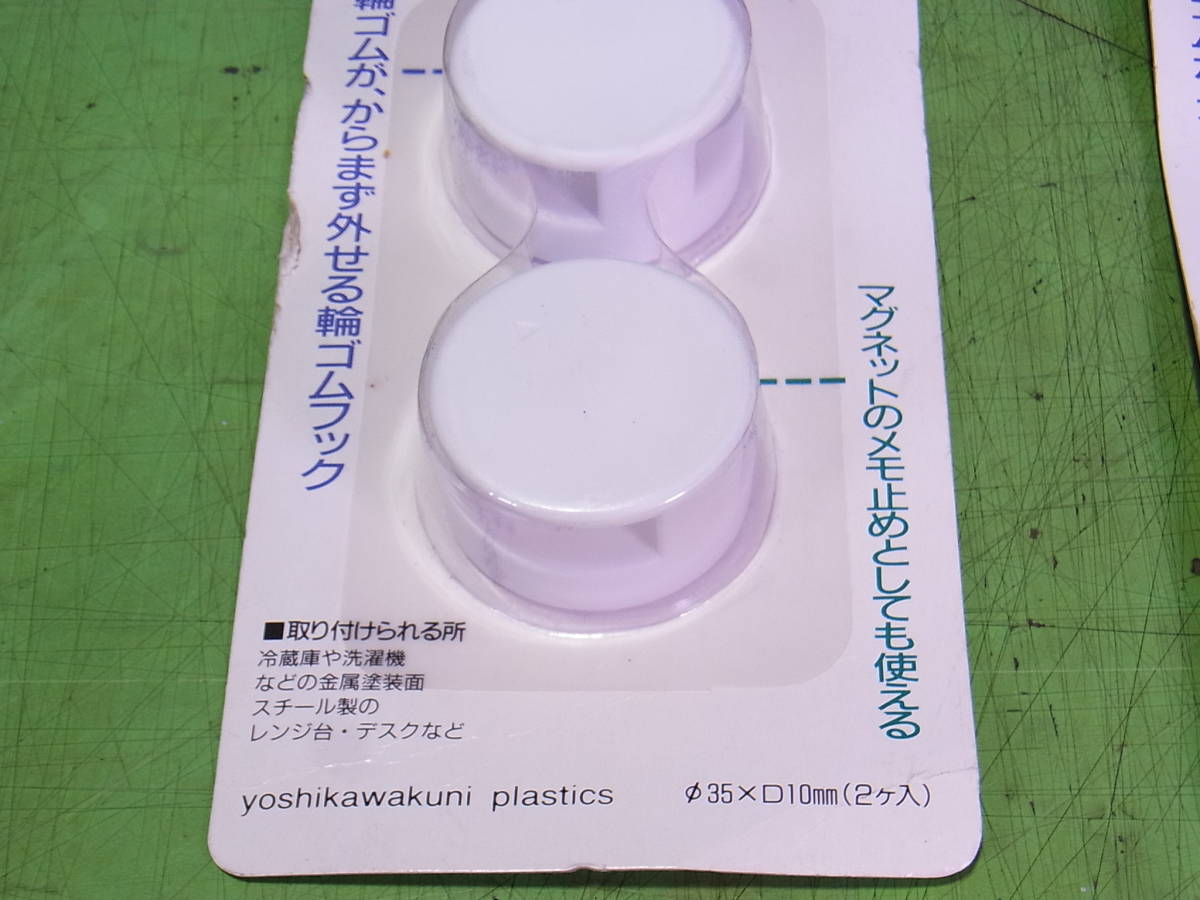 輪ゴムが、からまず外せる輪ゴムフック
マグネットのメモ止めとしても使える
■取り付けられる所
冷蔵庫や洗濯機
などの金属塗装面
スチール製の
レンジ台・デスクなど
yoshikawakuni plastics
φ35×D10mm(2ヶ入)